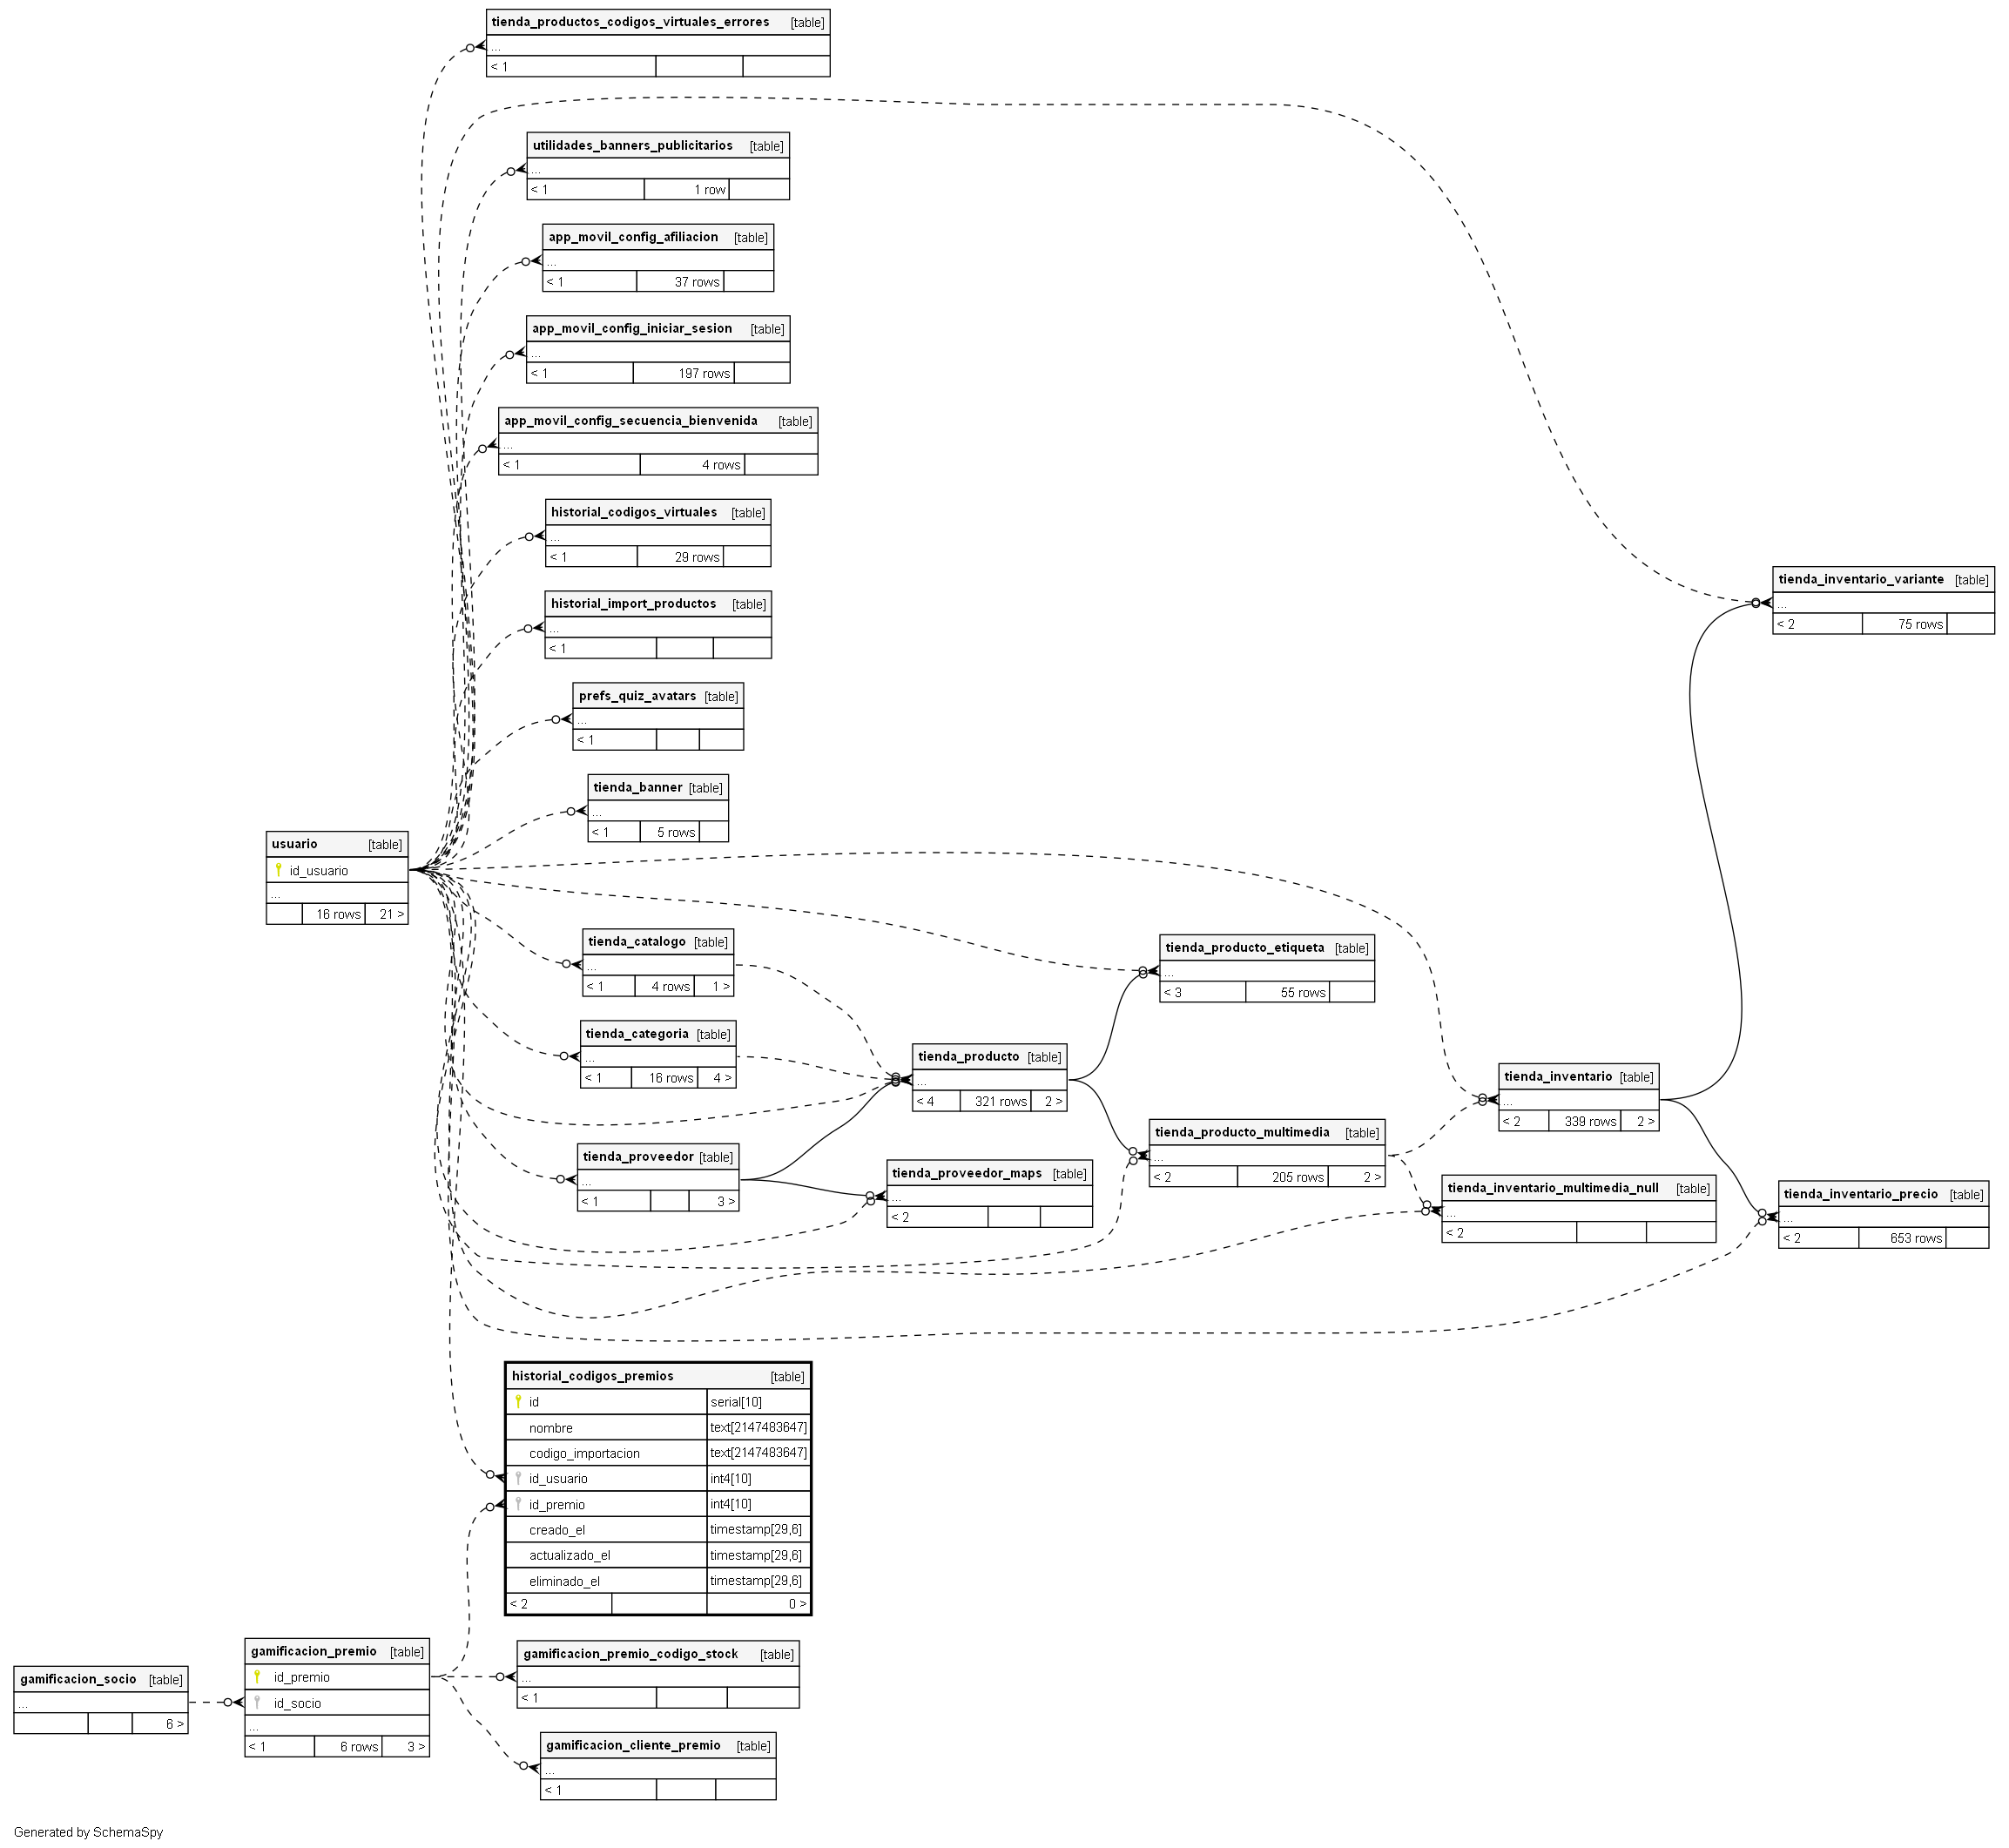 tienda_productos_codigos_virtuales_errores [table]
...
< 1
utilidades_banners_publicitarios [table]
...
< 1 1 row
app_movil_config_afiliacion [table]
...
< 1 37 rows
app_movil_config_iniciar_sesion [table]
...
< 1 197 rows
app_movil_config_secuencia_bienvenida [table]
...
< 1 4 rows
historial_codigos_virtuales [table]
...
< 1 29 rows
historial_import_productos [table]
...
< 1
tienda_inventario_variante [table]
...
< 2 75 rows
prefs_quiz_avatars [table]
...
< 1
tienda_banner [table]
...
< 1 5 rows
usuario [table]
id_usuario
...
16 rows 21 >
tienda_catalogo [table]
...
< 1 4 rows 1 >
tienda_producto_etiqueta [table]
...
< 3 55 rows
tienda_categoria [table]
...
< 1 16 rows 4 >
tienda_producto [table]
...
< 4 321 rows 2 >
tienda_inventario [table]
...
< 2 339 rows 2 >
tienda_proveedor [table]
...
< 1 3 >
tienda_proveedor_maps [table]
...
< 2
tienda_producto_multimedia [table]
...
< 2 205 rows 2 >
tienda_inventario_multimedia_null [table]
...
< 2
tienda_inventario_precio [table]
...
< 2 653 rows
historial_codigos_premios [table]
id serial[10]
nombre text[2147483647]
codigo_importacion text[2147483647]
id_usuario int4[10]
id_premio int4[10]
creado_el timestamp[29,6]
actualizado_el timestamp[29,6]
eliminado_el timestamp[29,6]
< 2 0 >
gamificacion_socio [table]
...
6 >
gamificacion_premio [table]
id_premio
id_socio
...
< 1 6 rows 3 >
gamificacion_premio_codigo_stock [table]
...
< 1
gamificacion_cliente_premio [table]
...
< 1
Generated by SchemaSpy